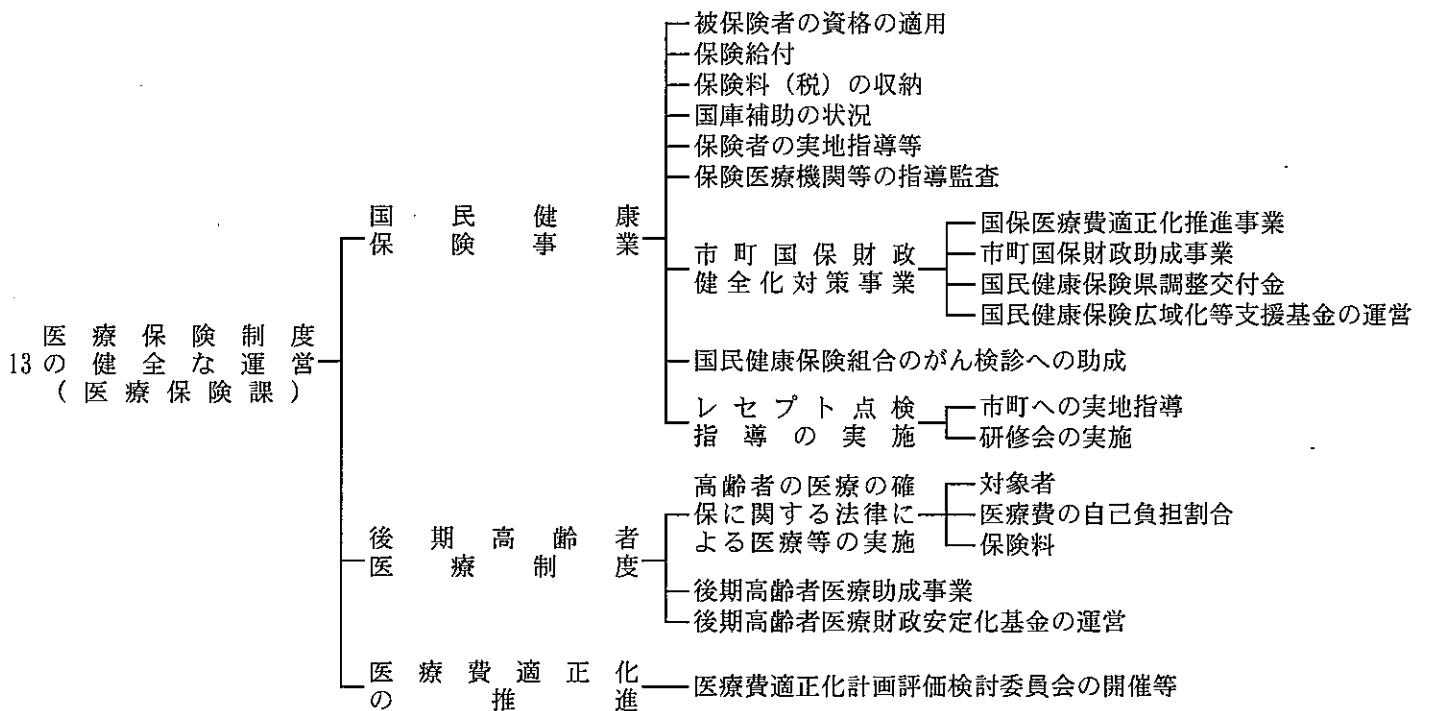 被保険者の資格の適用
保険給付
保険料（税）の収納
国庫補助の状況
保険者の実地指導等
保険医療機関等の指導監査
国民健康
保険事業
市町国保財政
健全化対策事業
国保医療費適正化推進事業
市町国保財政助成事業
国民健康保険県調整交付金
国民健康保険広域化等支援基金の運営
医療保険制度
13の健全な運営
（医療保険課）
国民健康保険組合のがん検診への助成
レセプト点検
指導の実施
市町への実地指導
研修会の実施
後期高齢者
医療制度
高齢者の医療の確
保に関する法律に
よる医療等の実施
対象者
医療費の自己負担割合
保険料
後期高齢者医療助成事業
後期高齢者医療財政安定化基金の運営
医療費適正化
の推進
医療費適正化計画評価検討委員会の開催等